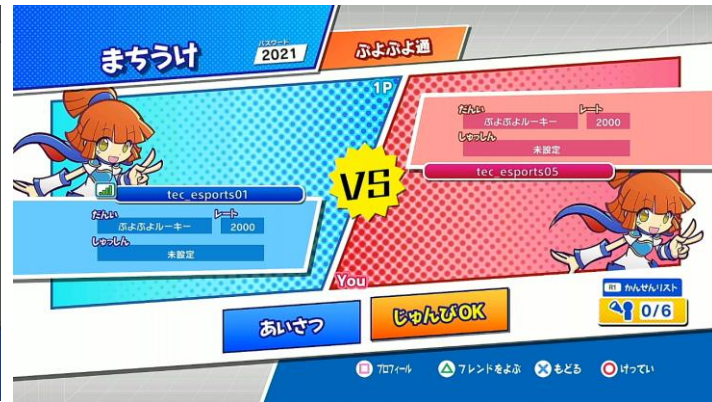 まちうけ
パスワード
2021
ぷよぷよ通
1P
だんい
レート
ぷよぷよルーキー
2000
しゅっしん
未設定
tec_esports05
VS
tec_esports01
だんい
レート
ぷよぷよルーキー
2000
しゅっしん
未設定
You
あいさつ
じゅんびOK
R1 かんせんリスト
0/6
プロフィール
フレンドをよぶ
もどる
けってい